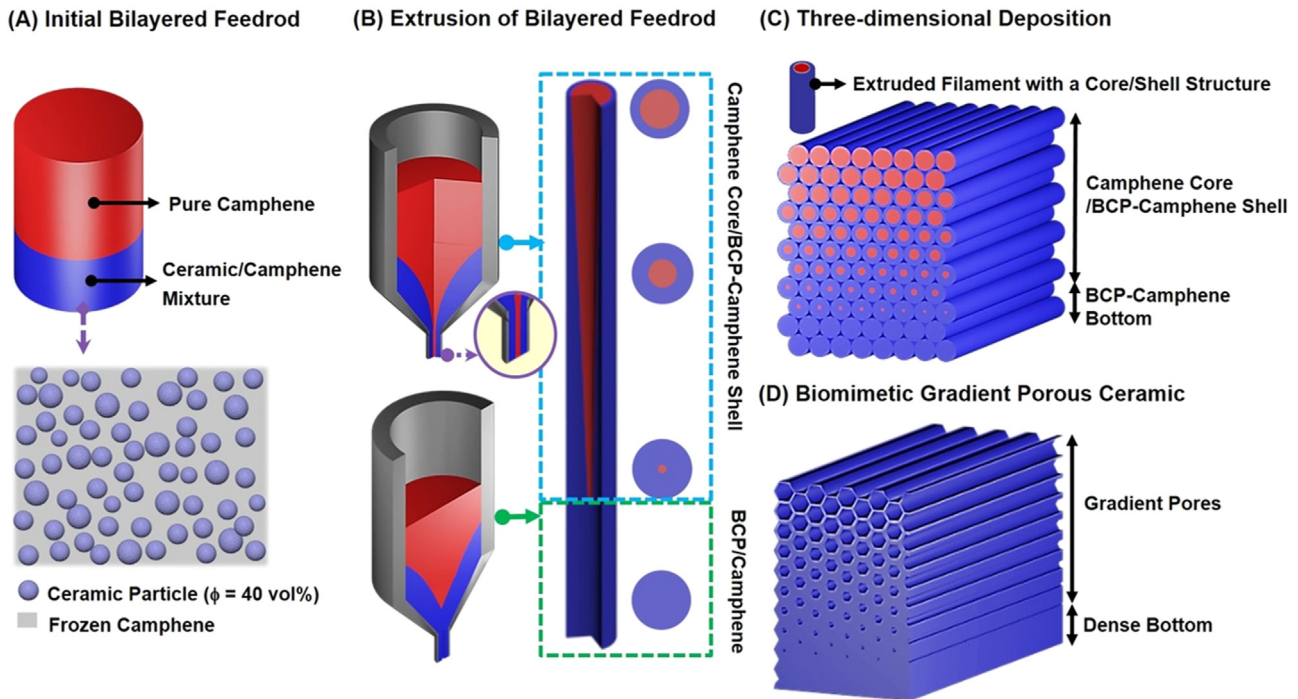 (A) Initial Bilayered Feedrod
Pure Camphene
Ceramic/Camphene
Mixture
Ceramic Particle (ϕ = 40 vol%)
Frozen Camphene
(B) Extrusion of Bilayered Feedrod
Camphene Core/BCP-Camphene Shell
BCP/Camphene
(C) Three-dimensional Deposition
Extruded Filament with a Core/Shell Structure
Camphene Core
/BCP-Camphene Shell
BCP-Camphene
Bottom
(D) Biomimetic Gradient Porous Ceramic
Gradient Pores
Dense Bottom